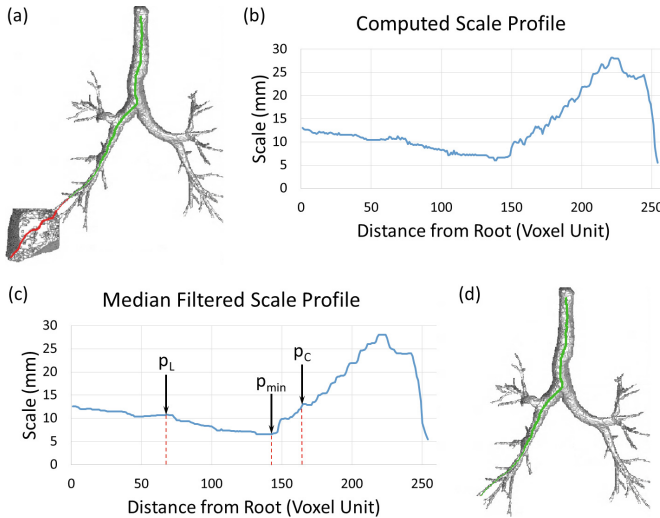 (a)
(b)
Computed Scale Profile
30
25
20
15
10
5
0
Scale (mm)
0 50 100 150 200 250
Distance from Root (Voxel Unit)
(c)
Median Filtered Scale Profile
30
25
20
15
10
5
0
Scale (mm)
pL
pmin
pC
0 50 100 150 200 250
Distance from Root (Voxel Unit)
(d)